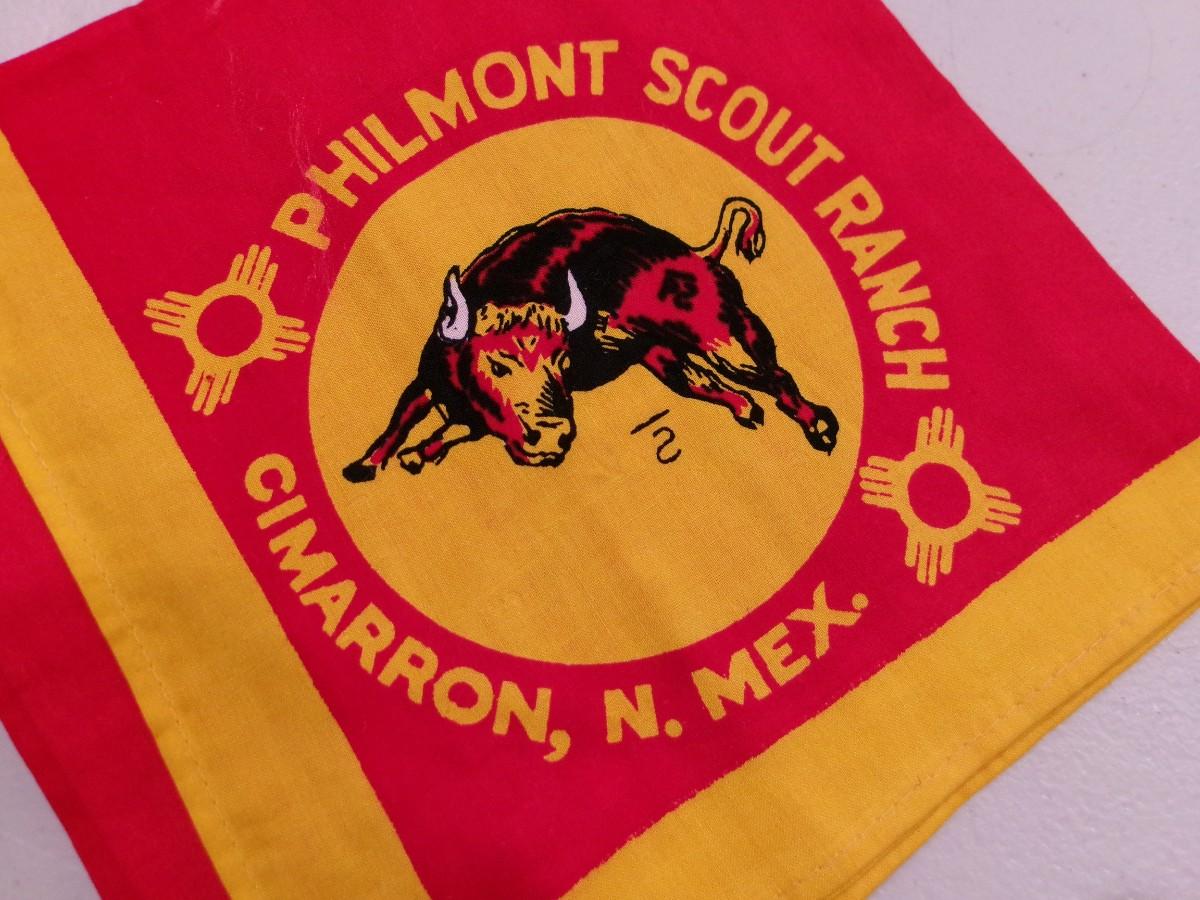 PHILMONT SCOUT RANCH
CIMARRON, N. MEX.